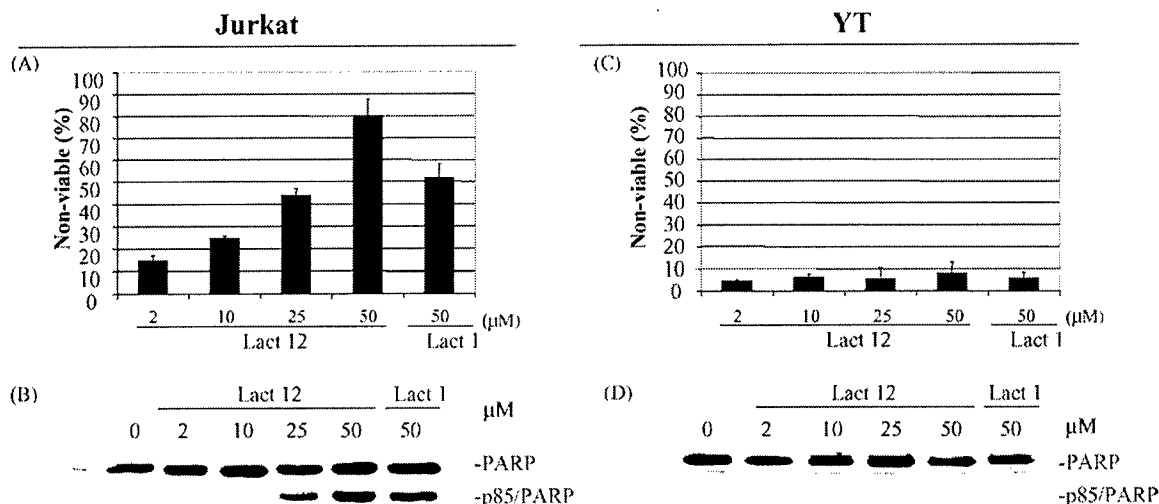 Jurkat
YT
(A)
Non-viable (%)
100
90
80
70
60
50
40
30
20
10
0
2 10 25 50 50 (μM)
Lact 12 Lact 1
(C)
Non-viable (%)
100
90
80
70
60
50
40
30
20
10
0
2 10 25 50 50 (μM)
Lact 12 Lact 1
(B)
Lact 12 Lact 1
μM
0 2 10 25 50 50
-PARP
-p85/PARP
(D)
Lact 12 Lact 1
μM
0 2 10 25 50 50
-PARP
-p85/PARP